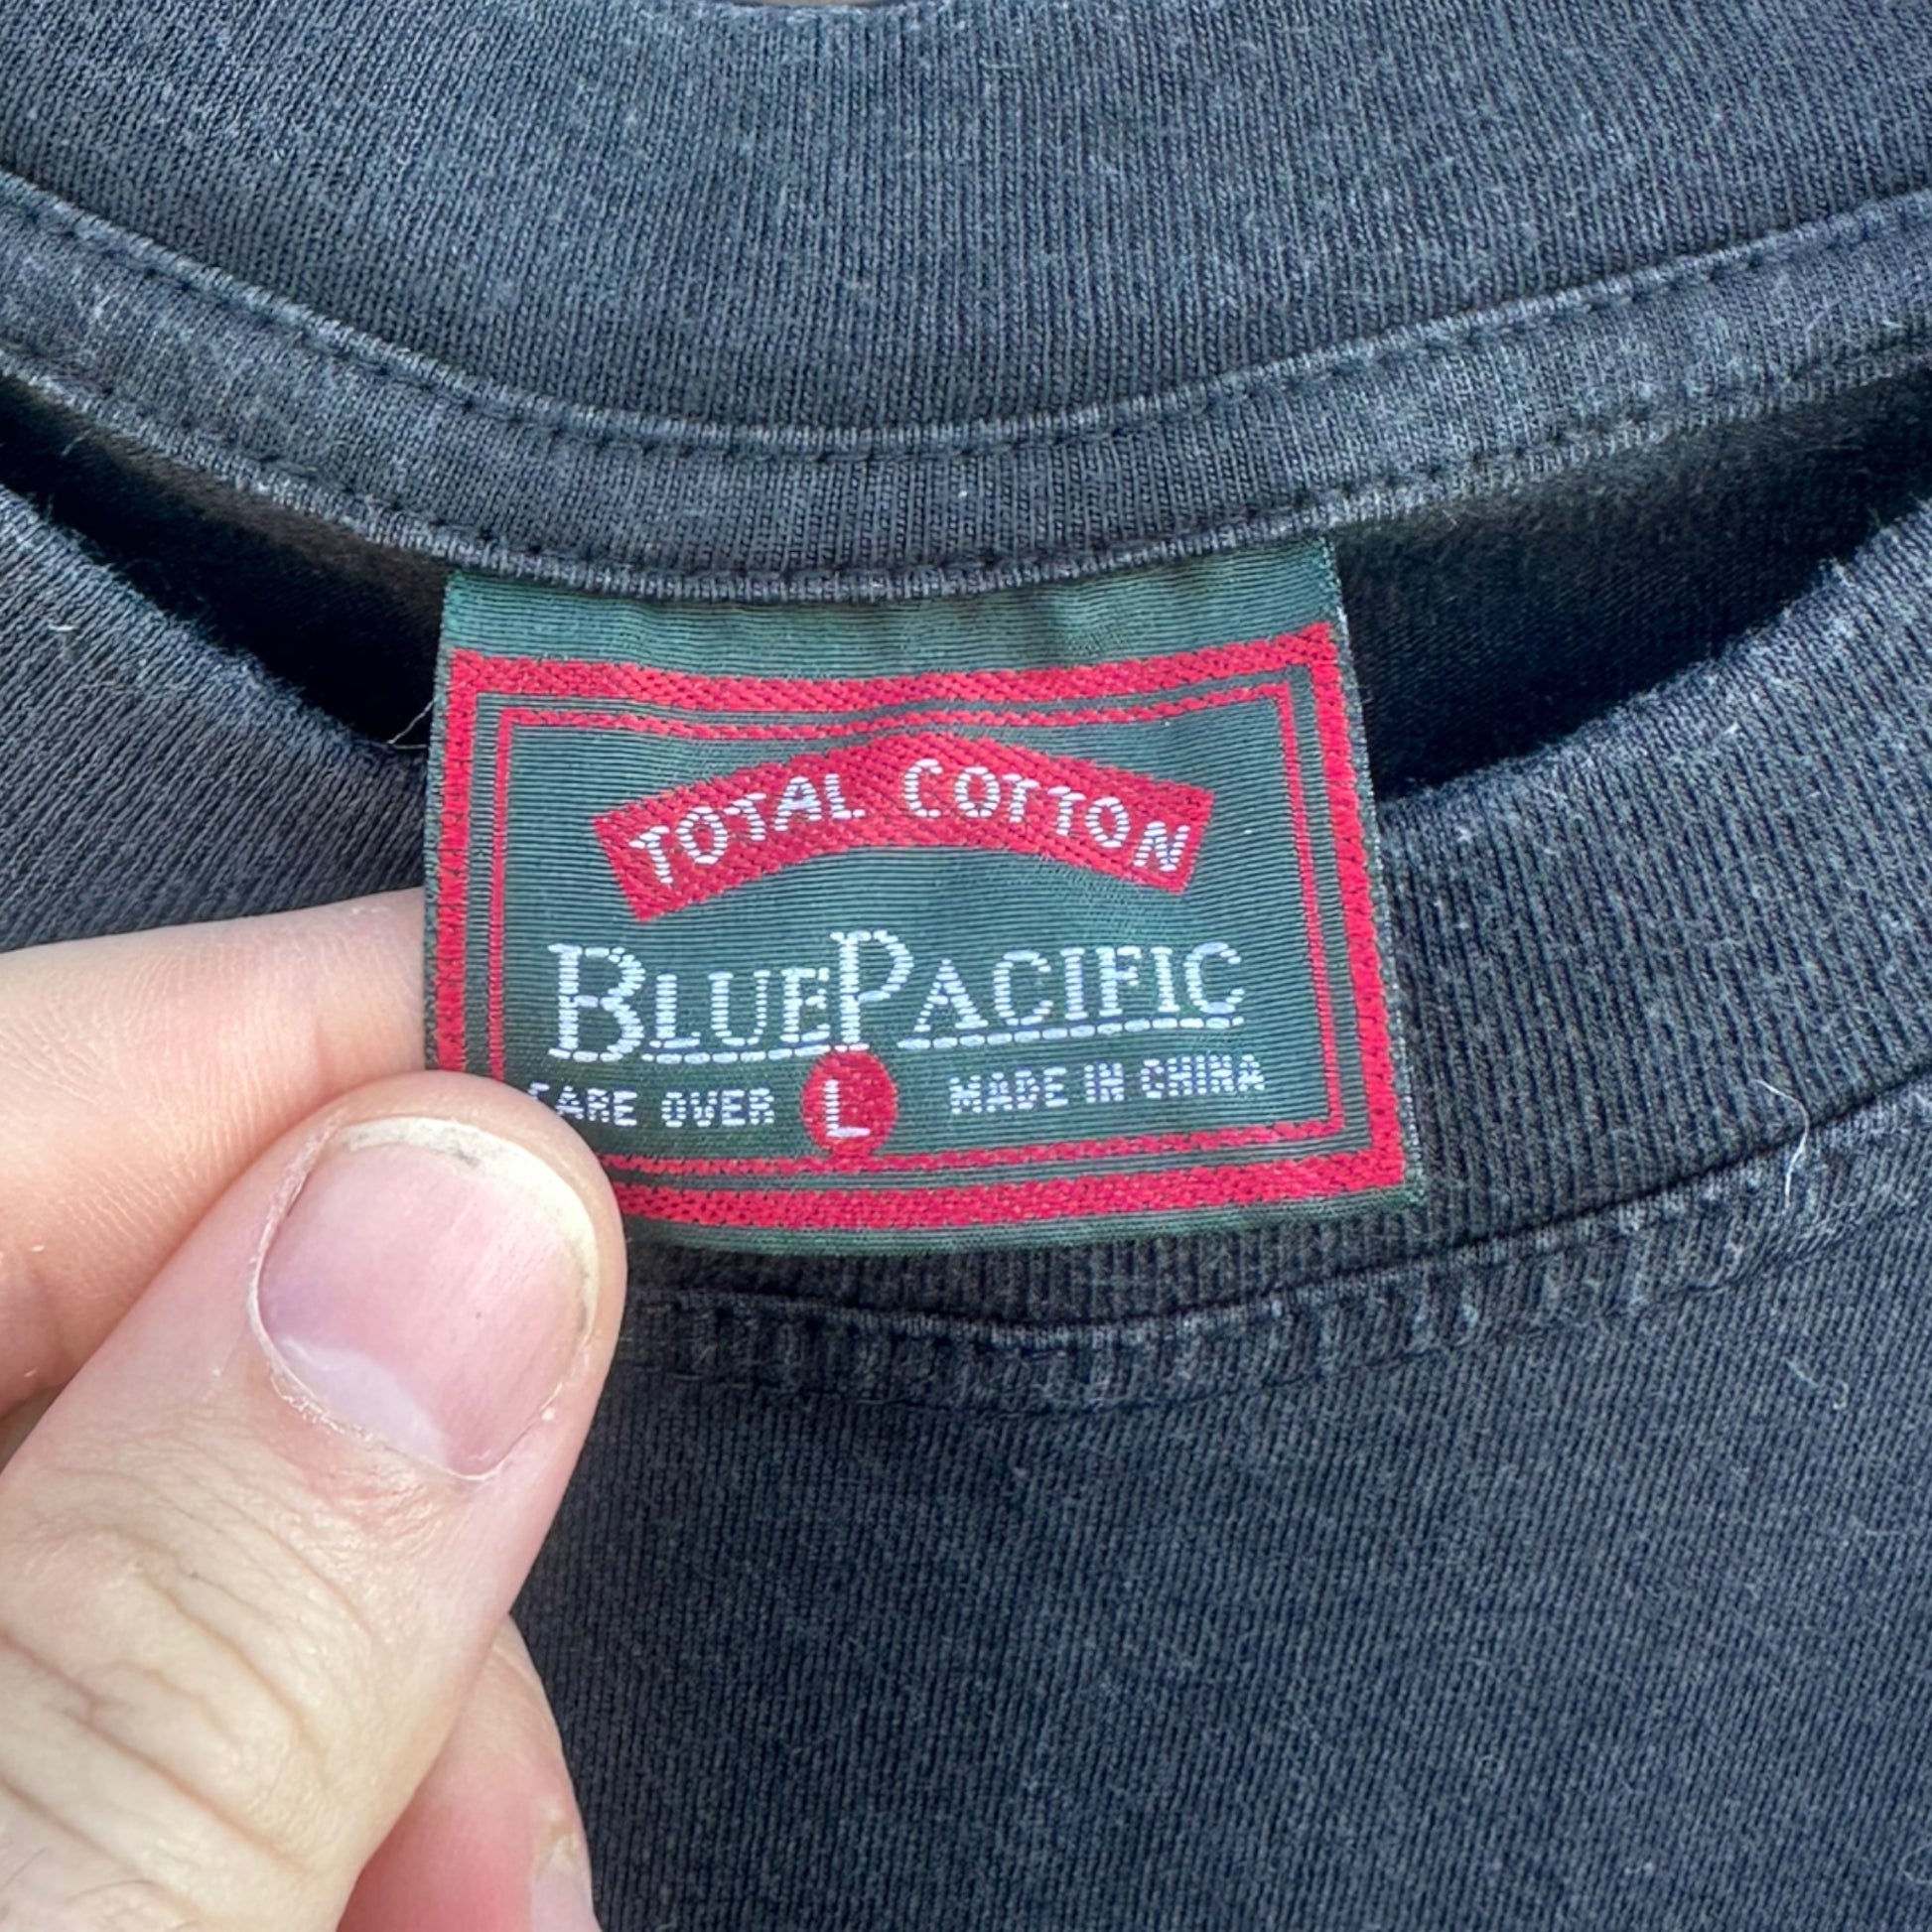 TOTAL COTTON
BLUEPACIFIC
CARE OVER L MADE IN CHINA